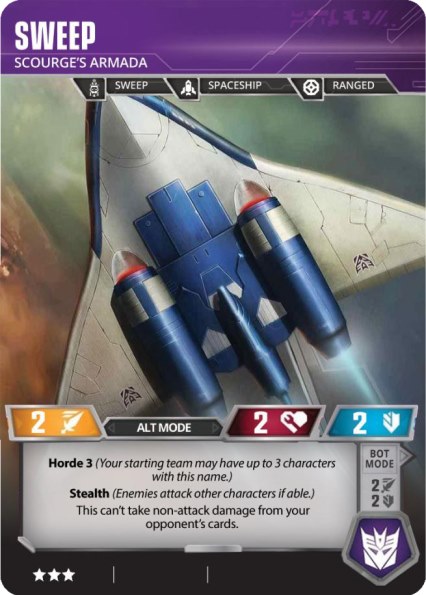 SWEEP
SCOURGE'S ARMADA
SWEEP SPACESHIP RANGED
2 ALT MODE 2 2
Horde 3 (Your starting team may have up to 3 characters
with this name.)
Stealth (Enemies attack other characters if able.)
This can't take non-attack damage from your
opponent's cards.
BOT
MODE
2
2